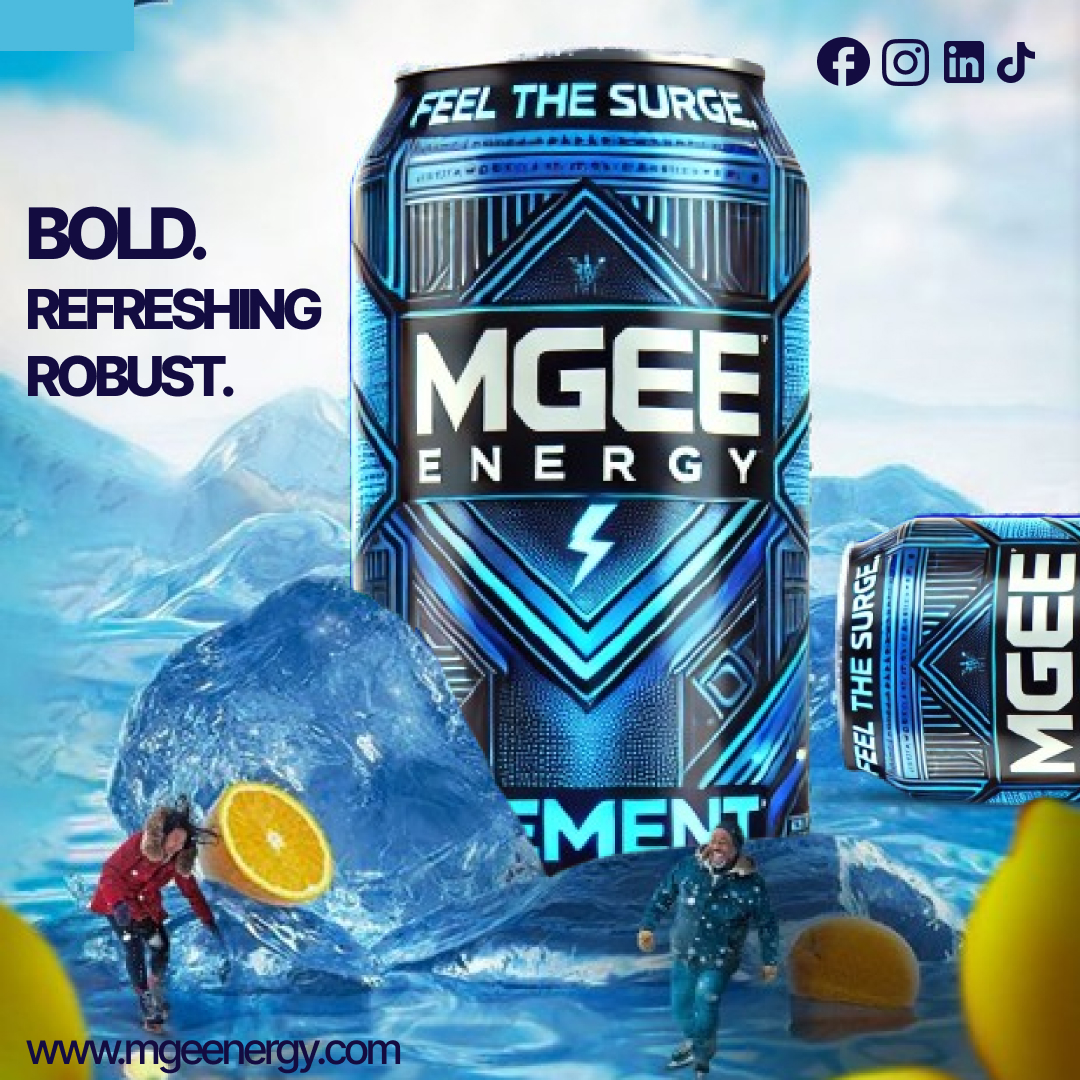 FEEL THE SURGE.
BOLD.
REFRESHING
ROBUST.
MGEE
ENERGY
FEEL THE SURGE.
MGEE
EMENT
www.mgeenergy.com